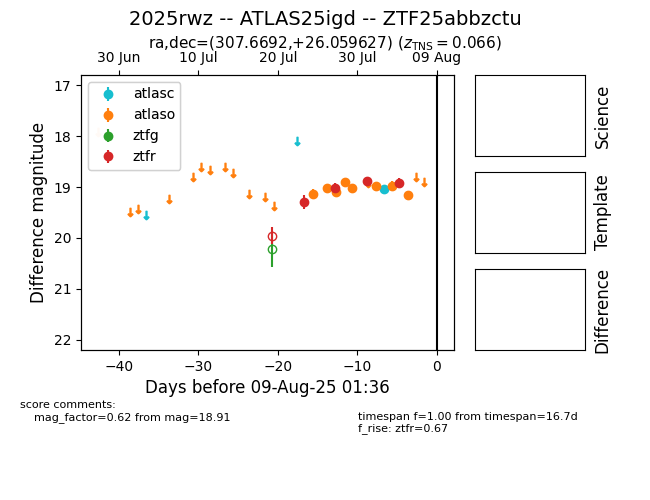 2025rwz -- ATLAS25igd -- ZTF25abbzctu
ra,dec=(307.6692,+26.059627) (z_TNS = 0.066)
30 Jun 10 Jul 20 Jul 30 Jul 09 Aug
atlasc
atlaso
ztfg
ztfr
17
18
19
20
21
22
Difference magnitude
−40 −30 −20 −10 0
Days before 09-Aug-25 01:36
Science
Template
Difference
score comments:
mag_factor=0.62 from mag=18.91
timespan f=1.00 from timespan=16.7d
f_rise: ztfr=0.67